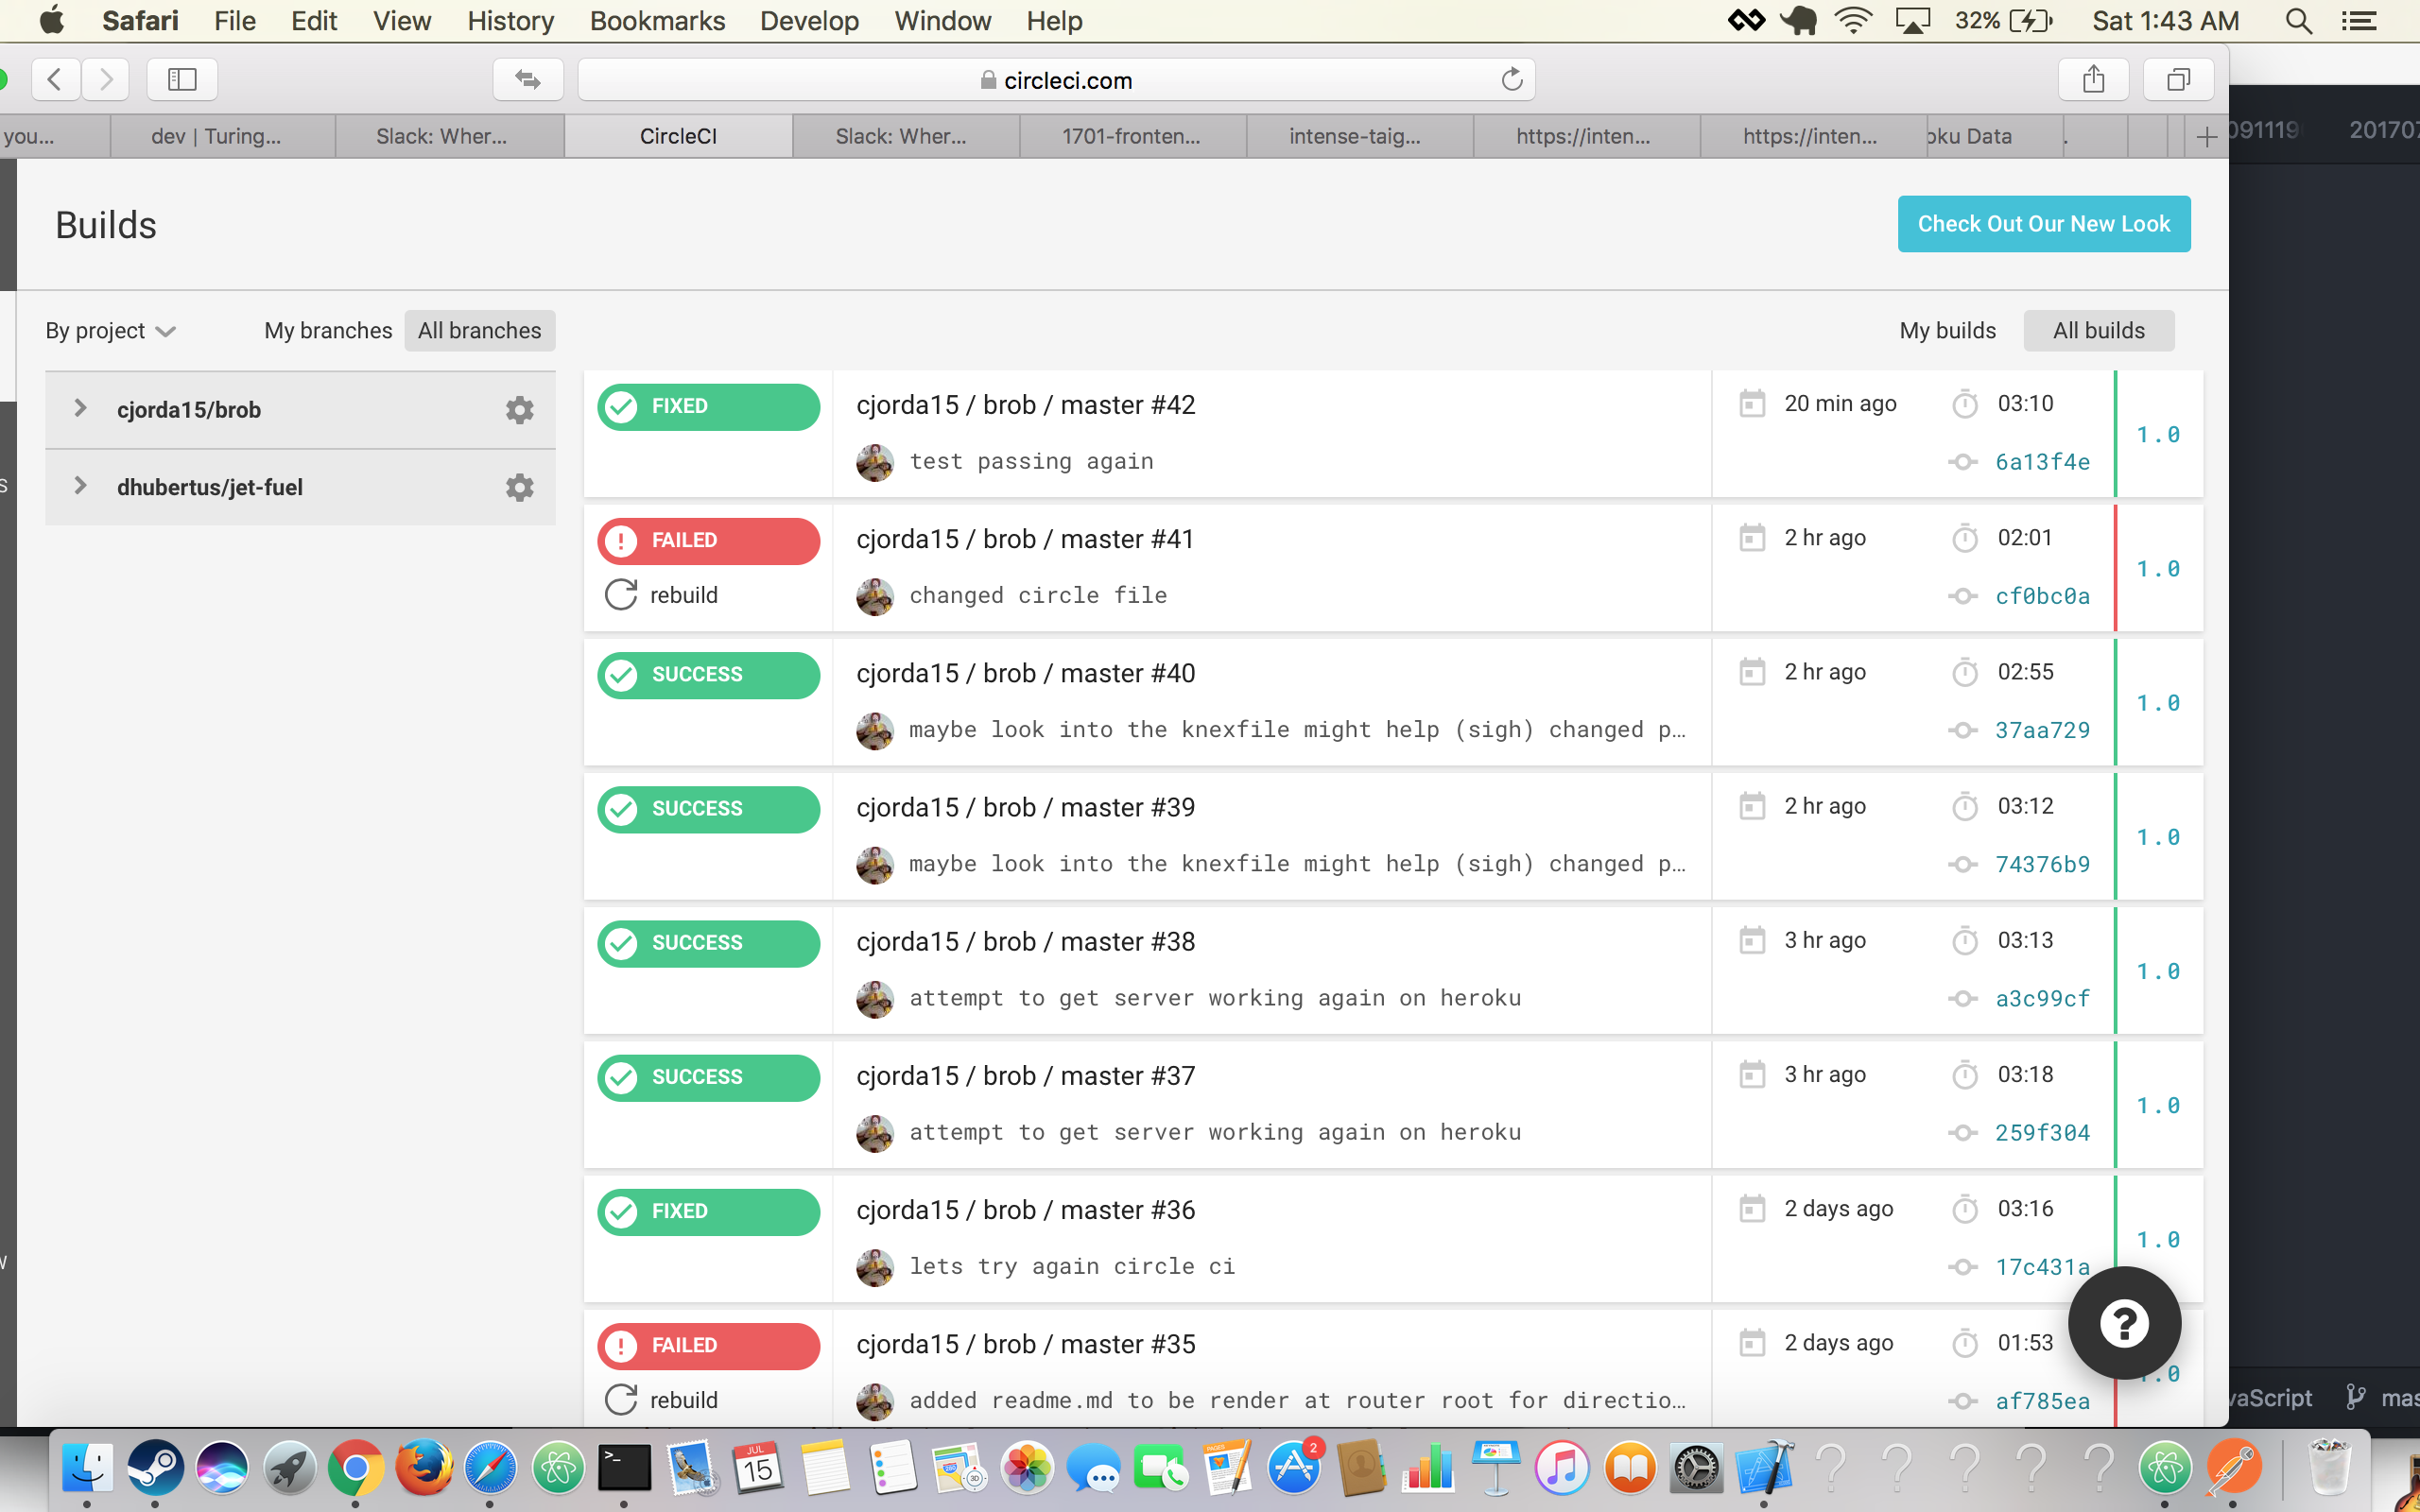 Safari File Edit View History Bookmarks Develop Window Help 32% Sat 1:43 AM
circleci.com
you... dev | Turing... Slack: Wher... CircleCI Slack: Wher... 1701-fronten... intense-taig... https://inten... https://inten... oku Data
Builds
Check Out Our New Look
By project My branches All branches My builds All builds
cjorda15/brob
dhubertus/jet-fuel
FIXED cjorda15 / brob / master #42 20 min ago 03:10
test passing again 6a13f4e
1.0
FAILED cjorda15 / brob / master #41 2 hr ago 02:01
rebuild changed circle file cf0bc0a
1.0
SUCCESS cjorda15 / brob / master #40 2 hr ago 02:55
maybe look into the knexfile might help (sigh) changed p... 37aa729
1.0
SUCCESS cjorda15 / brob / master #39 2 hr ago 03:12
maybe look into the knexfile might help (sigh) changed p... 74376b9
1.0
SUCCESS cjorda15 / brob / master #38 3 hr ago 03:13
attempt to get server working again on heroku a3c99cf
1.0
SUCCESS cjorda15 / brob / master #37 3 hr ago 03:18
attempt to get server working again on heroku 259f304
1.0
FIXED cjorda15 / brob / master #36 2 days ago 03:16
lets try again circle ci 17c431a
1.0
FAILED cjorda15 / brob / master #35 2 days ago 01:53
rebuild added readme.md to be render at router root for directio... af785ea
vaScript mas
JUL
15
PAGES
2